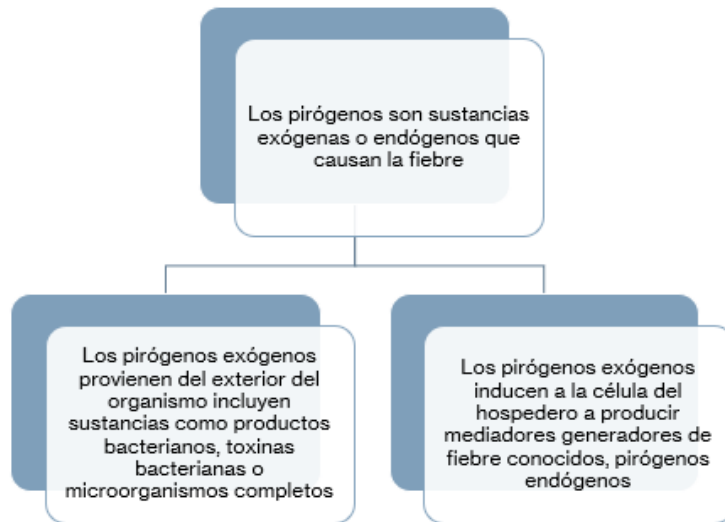 Los pirógenos son sustancias
exógenas o endógenos que
causan la fiebre
Los pirógenos exógenos
provienen del exterior del
organismo incluyen
sustancias como productos
bacterianos, toxinas
bacterianas o
microorganismos completos
Los pirógenos exógenos
inducen a la célula del
hospedero a producir
mediadores generadores de
fiebre conocidos, pirógenos
endógenos